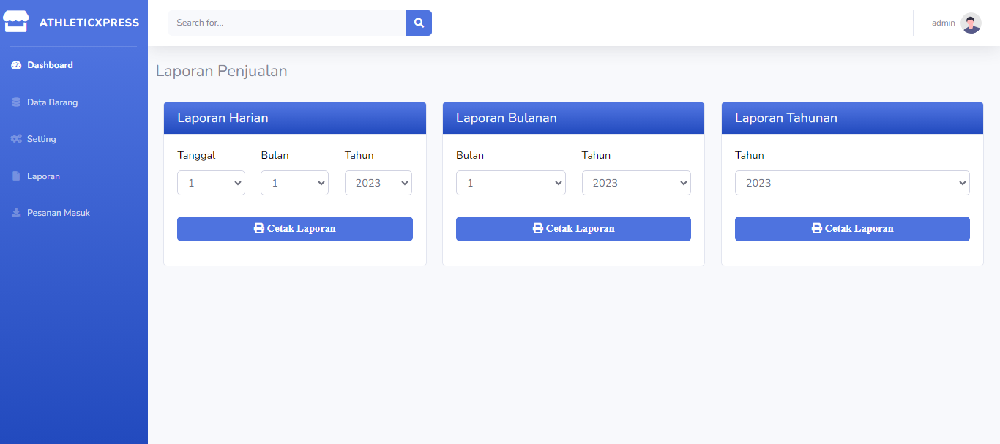 ATHLETICXPRESS
Search for...
admin
Dashboard
Data Barang
Setting
Laporan
Pesanan Masuk
Laporan Penjualan
Laporan Harian
Tanggal Bulan Tahun
1 1 2023
Cetak Laporan
Laporan Bulanan
Bulan Tahun
1 2023
Cetak Laporan
Laporan Tahunan
Tahun
2023
Cetak Laporan